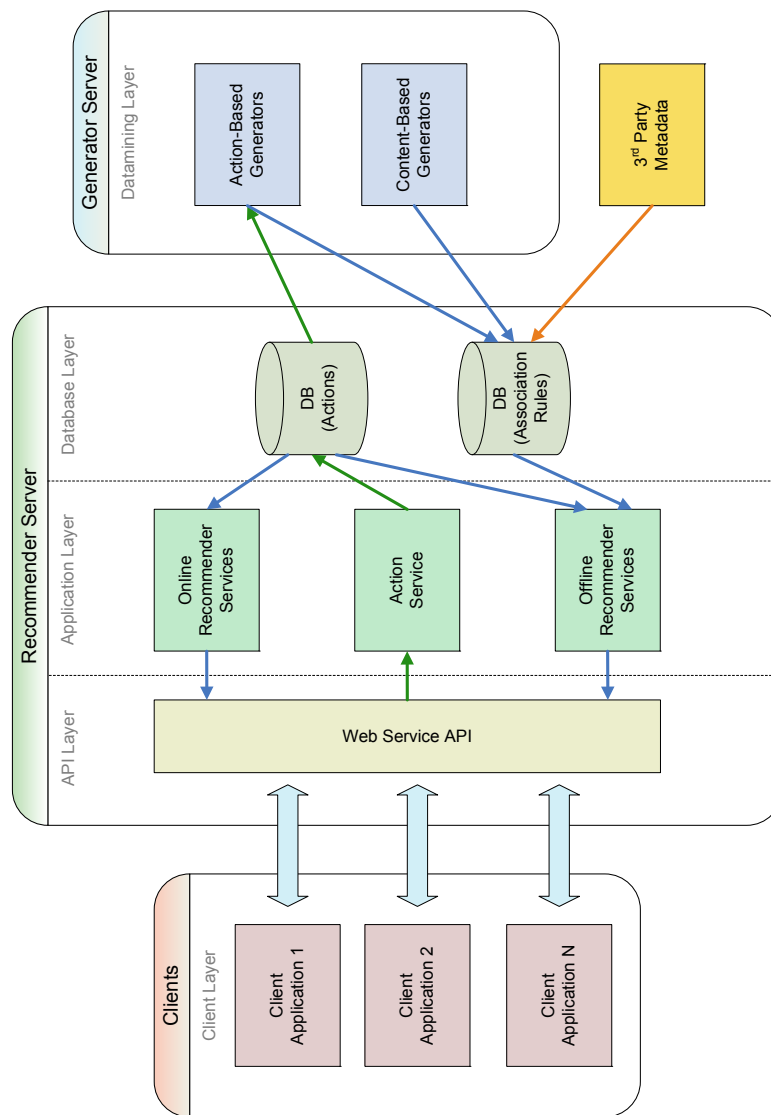 Clients
Client Layer
Client
Application 1
Client
Application 2
Client
Application N
Recommender Server
API Layer
Application Layer
Database Layer
Web Service API
Online
Recommender
Services
Action
Service
Offline
Recommender
Services
DB
(Actions)
DB
(Association
Rules)
Generator Server
Datamining Layer
Action-Based
Generators
Content-Based
Generators
3rd Party
Metadata